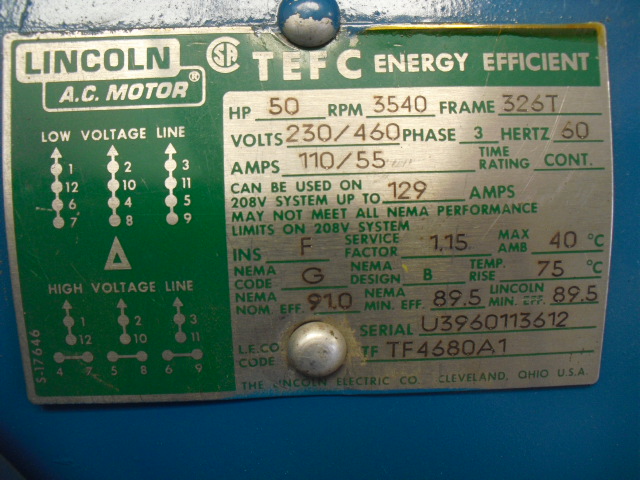 LINCOLN
A.C. MOTOR®
SA TEFC ENERGY EFFICIENT
HP 50 RPM 3540 FRAME 326T
VOLTS 230/460 PHASE 3 HERTZ 60
AMPS 110/55 TIME RATING CONT.
CAN BE USED ON
208V SYSTEM UP TO 129 AMPS
MAY NOT MEET ALL NEMA PERFORMANCE
LIMITS ON 208V SYSTEM
INS F SERVICE FACTOR 1.15 MAX AMB 40 °C
NEMA CODE G NEMA DESIGN B TEMP. RISE 75 °C
NEMA NOM. EFF. 91.0 NEMA MIN. EFF. 89.5 LINCOLN MIN. EFF. 89.5
SERIAL U3960113612
L.E.CO CODE TF TF4680A1
THE LINCOLN ELECTRIC CO. CLEVELAND, OHIO U.S.A.
LOW VOLTAGE LINE
1 2 3
12 10 11
6 4 5
7 8 9
HIGH VOLTAGE LINE
1 2 3
12 10 11
4 7 5 8 6 9
S-17646